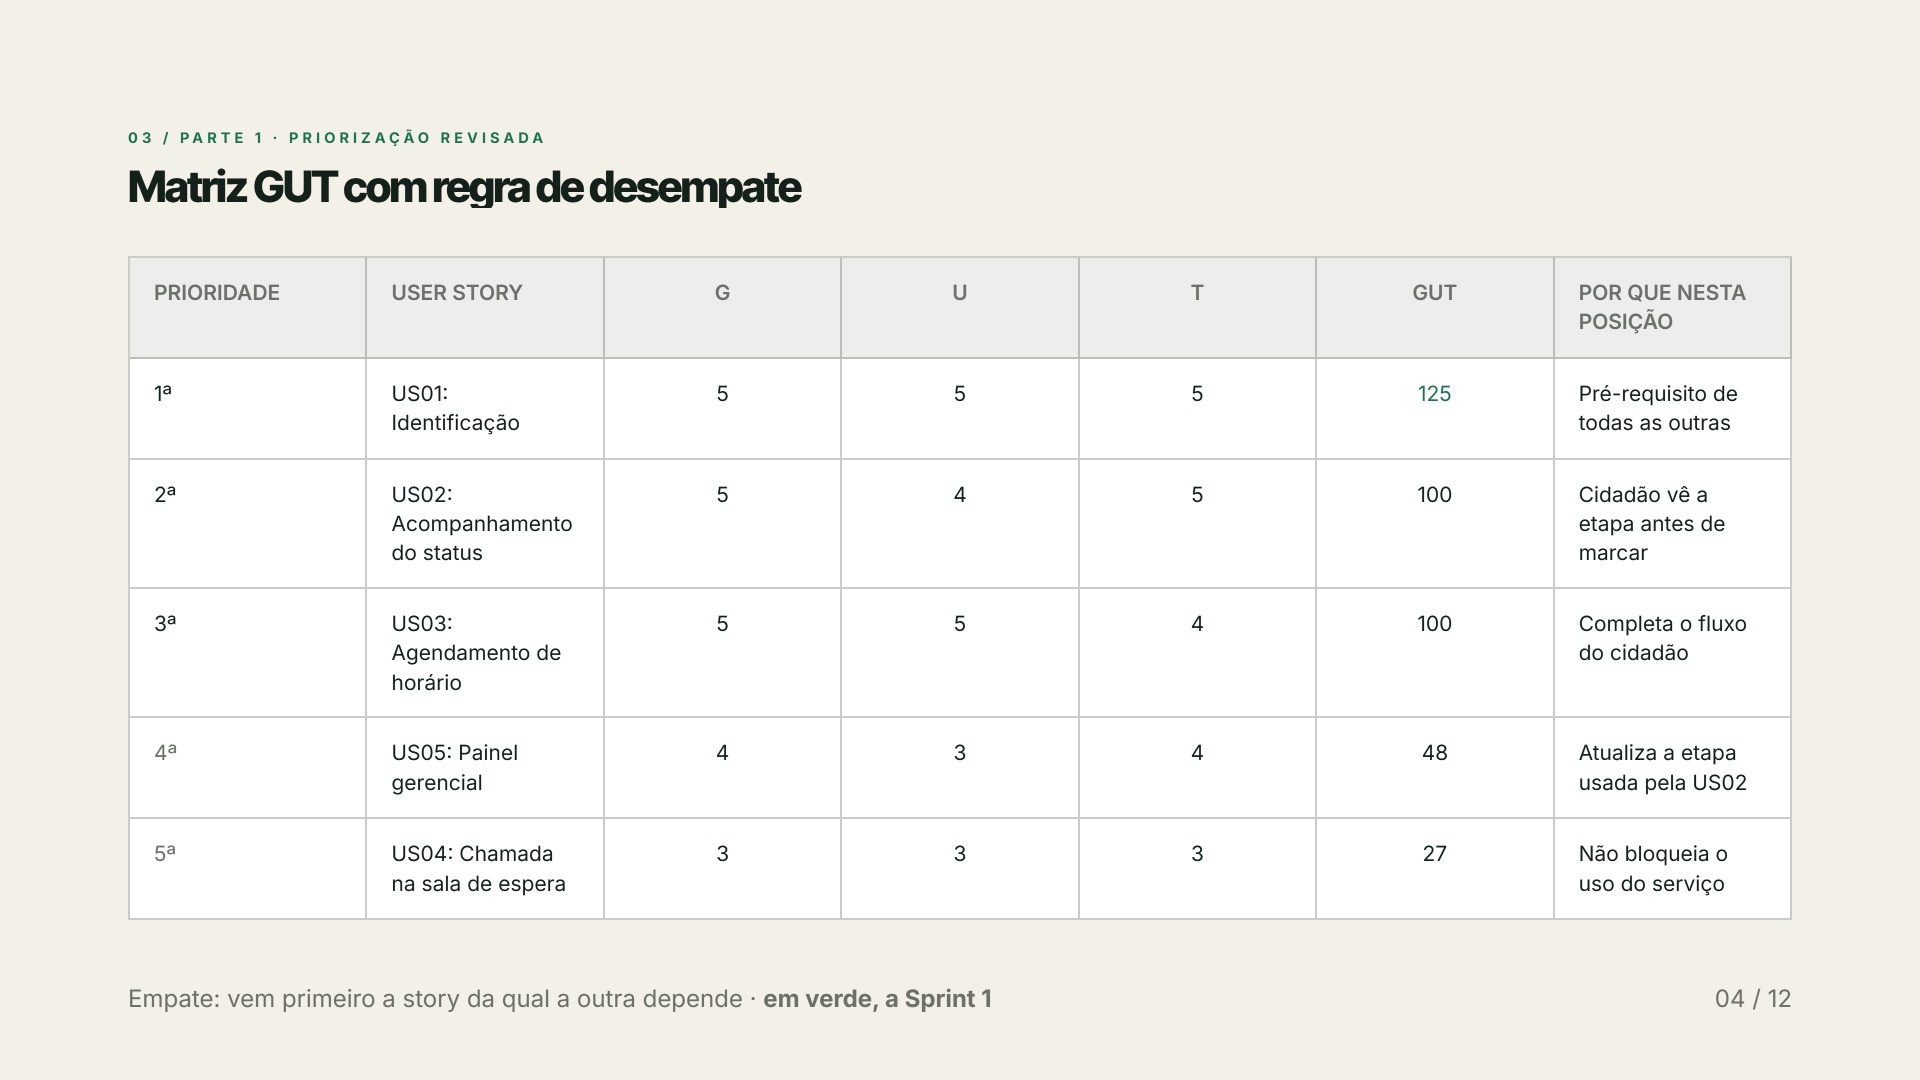 03 / PARTE 1 · PRIORIZAÇÃO REVISADA
Matriz GUT com regra de desempate
PRIORIDADE
USER STORY
G
U
T
GUT
POR QUE NESTA
POSIÇÃO
1ª
US01:
Identificação
5
5
5
125
Pré-requisito de
todas as outras
2ª
US02:
Acompanhamento
do status
5
4
5
100
Cidadão vê a
etapa antes de
marcar
3ª
US03:
Agendamento de
horário
5
5
4
100
Completa o fluxo
do cidadão
4ª
US05: Painel
gerencial
4
3
4
48
Atualiza a etapa
usada pela US02
5ª
US04: Chamada
na sala de espera
3
3
3
27
Não bloqueia o
uso do serviço
Empate: vem primeiro a story da qual a outra depende · em verde, a Sprint 1
04 / 12